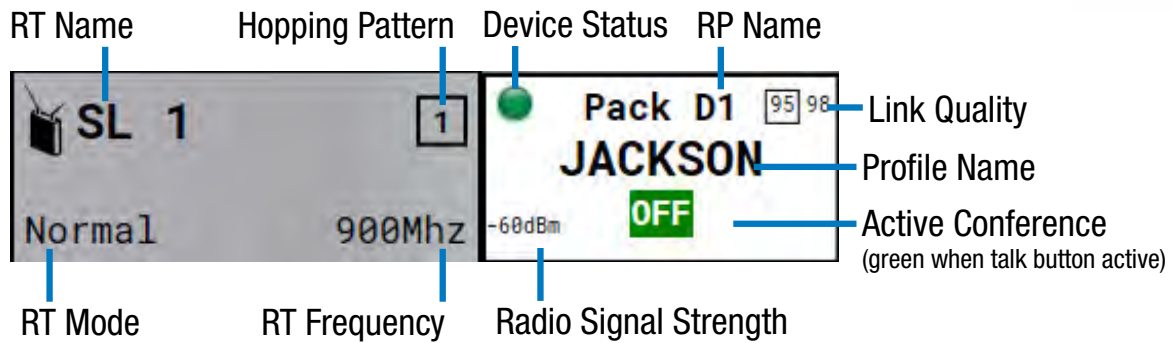 RT Name
Hopping Pattern
Device Status
RP Name
SL 1
1
Pack D1
95 98
Link Quality
JACKSON
Profile Name
Normal
900Mhz
-60dBm
OFF
Active Conference
(green when talk button active)
RT Mode
RT Frequency
Radio Signal Strength